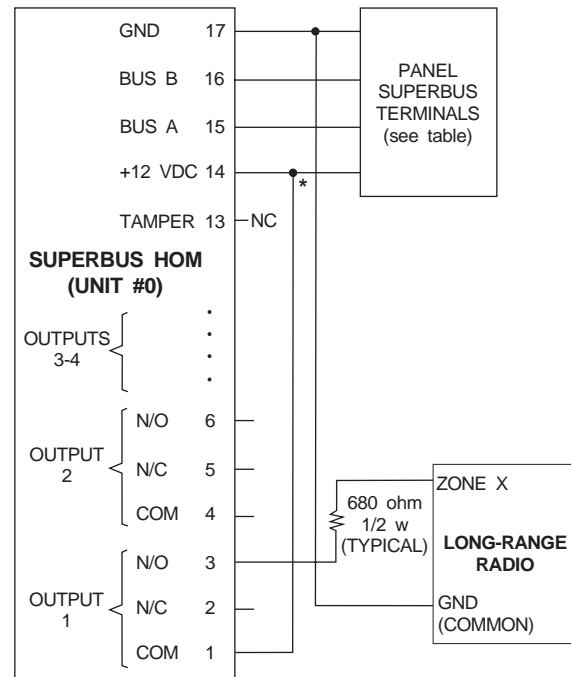 GND 17
BUS B 16
BUS A 15
+12 VDC 14
*
TAMPER 13 NC
PANEL
SUPERBUS
TERMINALS
(see table)
SUPERBUS HOM
(UNIT #0)
OUTPUTS
3-4
OUTPUT
2
N/O 6
N/C 5
COM 4
OUTPUT
1
N/O 3
N/C 2
COM 1
680 ohm
1/2 w
(TYPICAL)
ZONE X
LONG-RANGE
RADIO
GND
(COMMON)